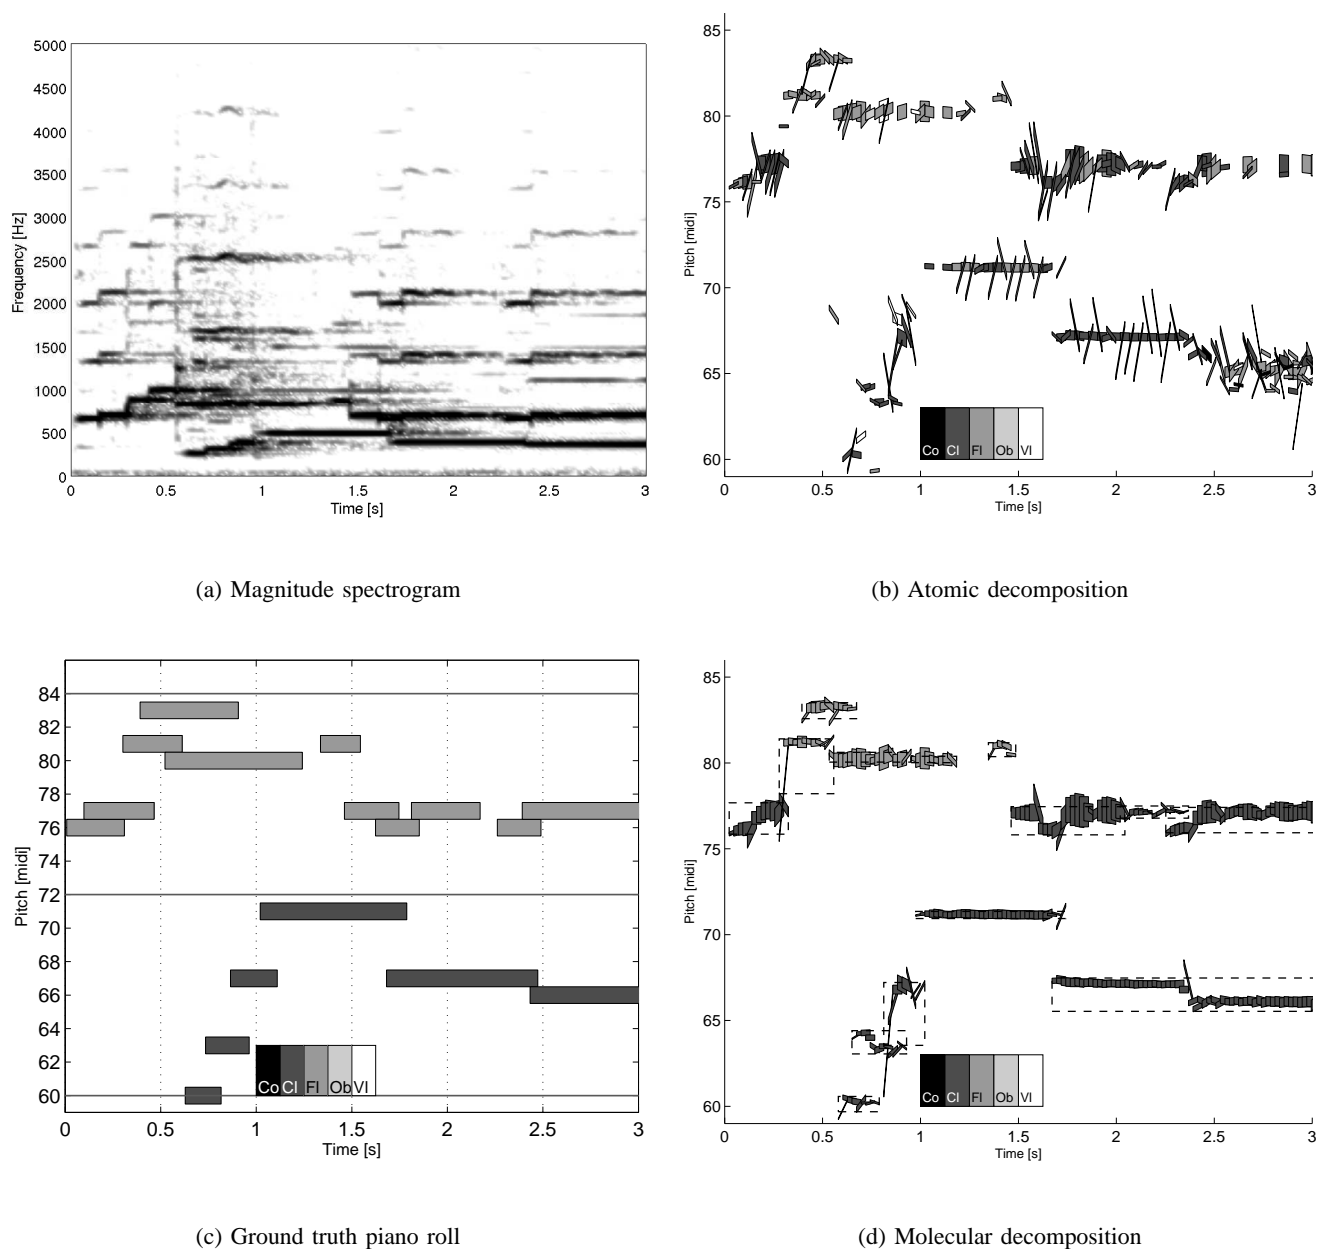 5000
4500
4000
3500
3000
2500
2000
1500
1000
500
0
Frequency [Hz]
0 0.5 1 1.5 2 2.5 3
Time [s]
(a) Magnitude spectrogram
85
80
75
70
65
60
Pitch [midi]
Co Cl Fl Ob Vl
0 0.5 1 1.5 2 2.5 3
Time [s]
(b) Atomic decomposition
84
82
80
78
76
74
72
70
68
66
64
62
60
Pitch [midi]
Co Cl Fl Ob Vl
0 0.5 1 1.5 2 2.5 3
Time [s]
(c) Ground truth piano roll
85
80
75
70
65
60
Pitch [midi]
Co Cl Fl Ob Vl
0 0.5 1 1.5 2 2.5 3
Time [s]
(d) Molecular decomposition